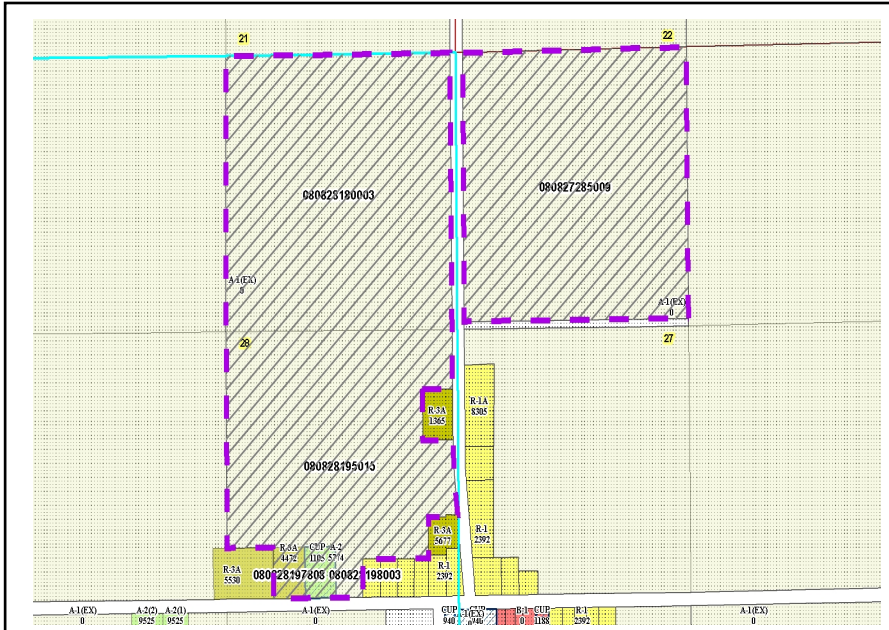 21
22
080828180003
080827285009
A-1(EX)
0
A-1(EX)
0
28
27
R-1A
8305
R-3A
1365
080828195015
R-3A
5677
R-1
2392
R-3A
4472
CUP
1105
A-2
5774
R-3A
5530
R-1
2392
A-1(EX)
0
A-2(2)
9525
A-2(1)
9525
A-1(EX)
0
CUP
940
A-1(EX)
B-1
0
CUP
1188
R-1
2392
A-1(EX)
0